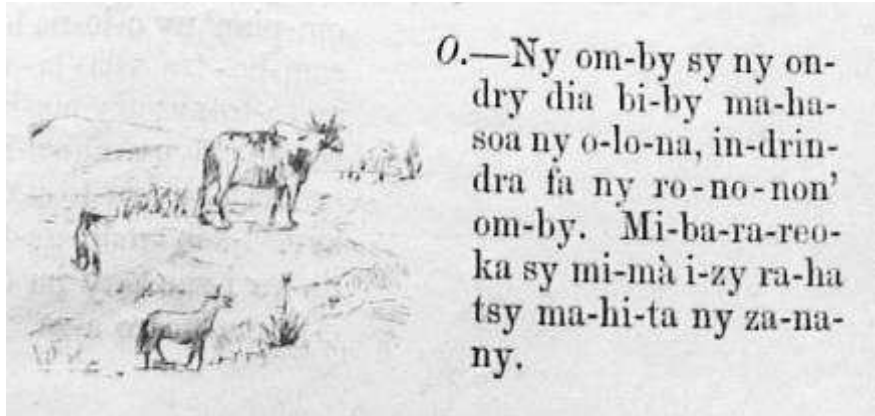 O.—Ny om-by sy ny on-
dry dia bi-by ma-ha-
soa ny o-lo-na, in-drin-
dra fa ny ro-no-non’
om-by. Mi-ba-ra-reo-
ka sy mi-mà i-zy ra-ha
tsy ma-hi-ta ny za-na-
ny.